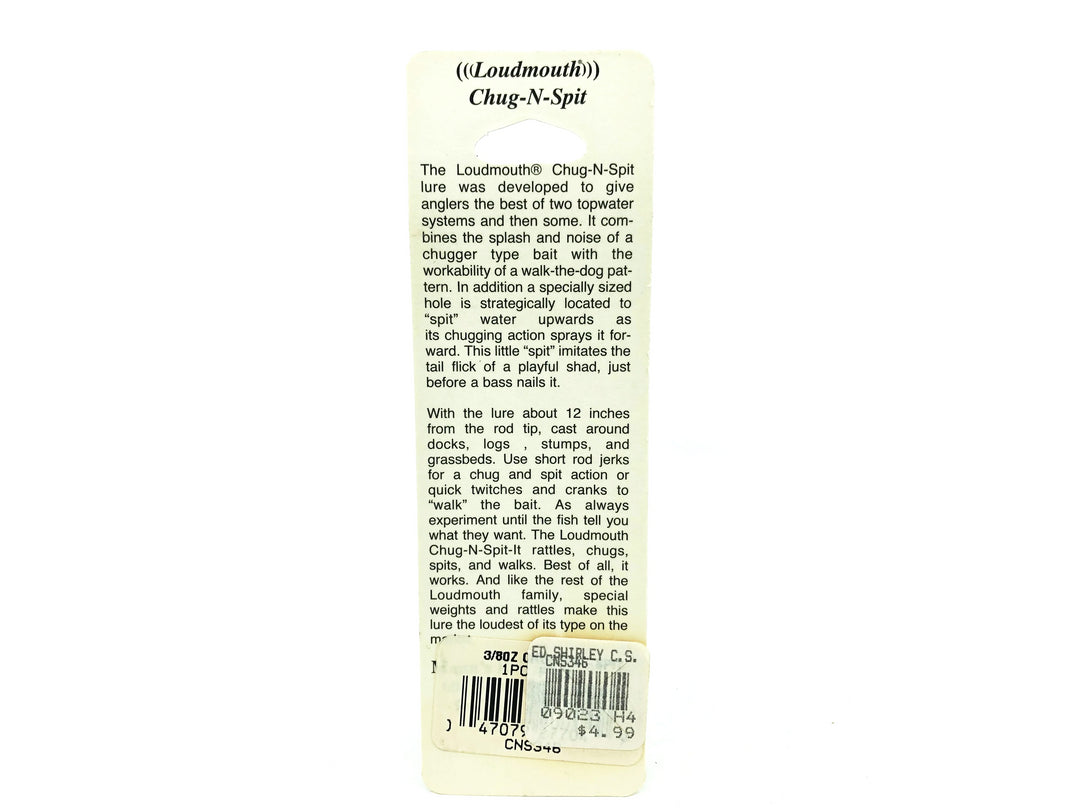 (((Loudmouth®)))
Chug-N-Spit
The Loudmouth® Chug-N-Spit
lure was developed to give
anglers the best of two topwater
systems and then some. It com-
bines the splash and noise of a
chugger type bait with the
workability of a walk-the-dog pat-
tern. In addition a specially sized
hole is strategically located to
“spit” water upwards as
its chugging action sprays it for-
ward. This little “spit” imitates the
tail flick of a playful shad, just
before a bass nails it.
With the lure about 12 inches
from the rod tip, cast around
docks, logs , stumps, and
grassbeds. Use short rod jerks
for a chug and spit action or
quick twitches and cranks to
“walk” the bait. As always
experiment until the fish tell you
what they want. The Loudmouth
Chug-N-Spit-It rattles, chugs,
spits, and walks. Best of all, it
works. And like the rest of the
Loudmouth family, special
weights and rattles make this
lure the loudest of its type on the
3/8OZ
1PC
47079
CNS346
ED SHIRLEY C.S.
CNS346
09023 H4
$4.99